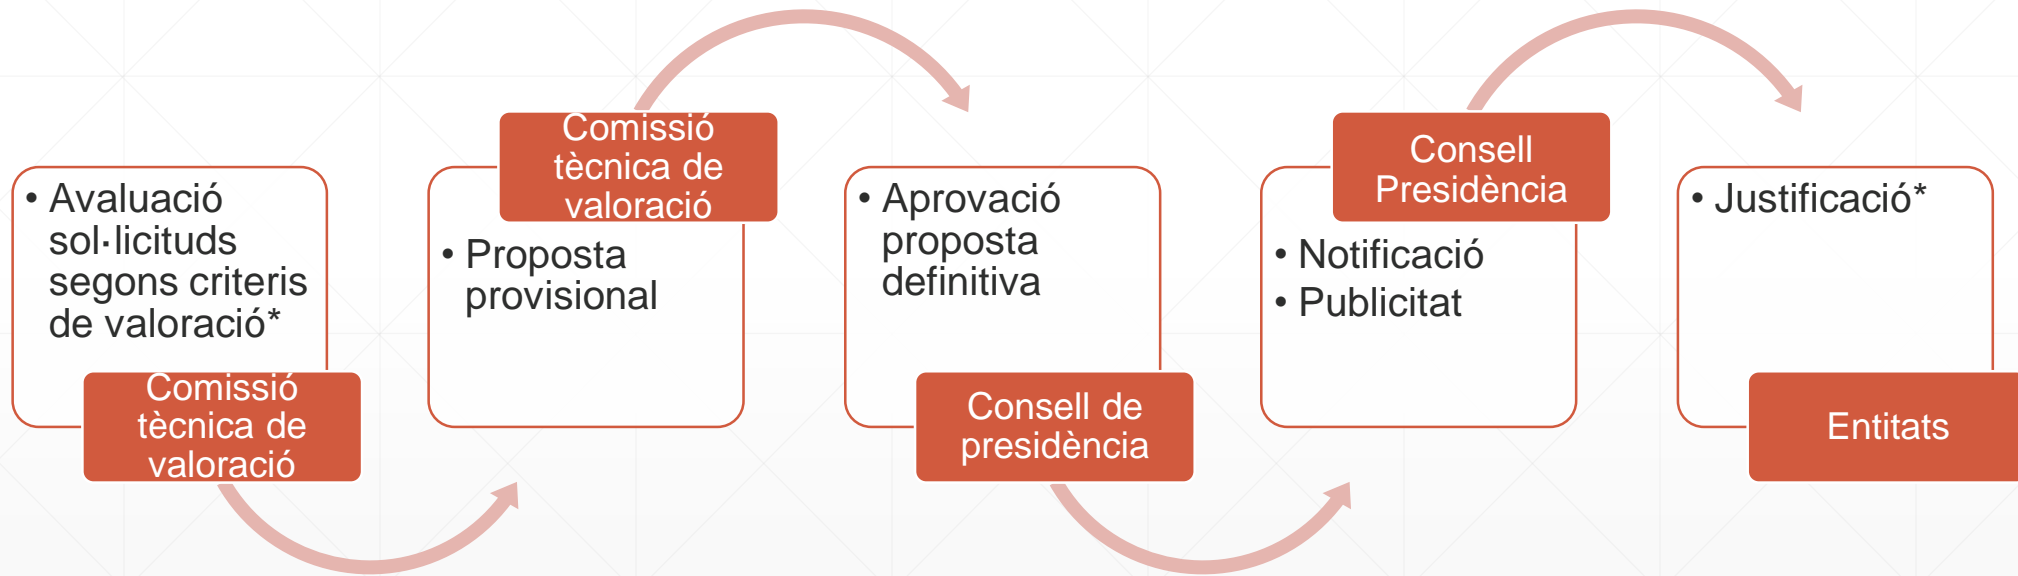 • Avaluació
sol·licituds
segons criteris
de valoració*
Comissió
tècnica de
valoració
Comissió
tècnica de
valoració
• Proposta
provisional
• Aprovació
proposta
definitiva
Consell de
presidència
Consell
Presidència
• Notificació
• Publicitat
• Justificació*
Entitats